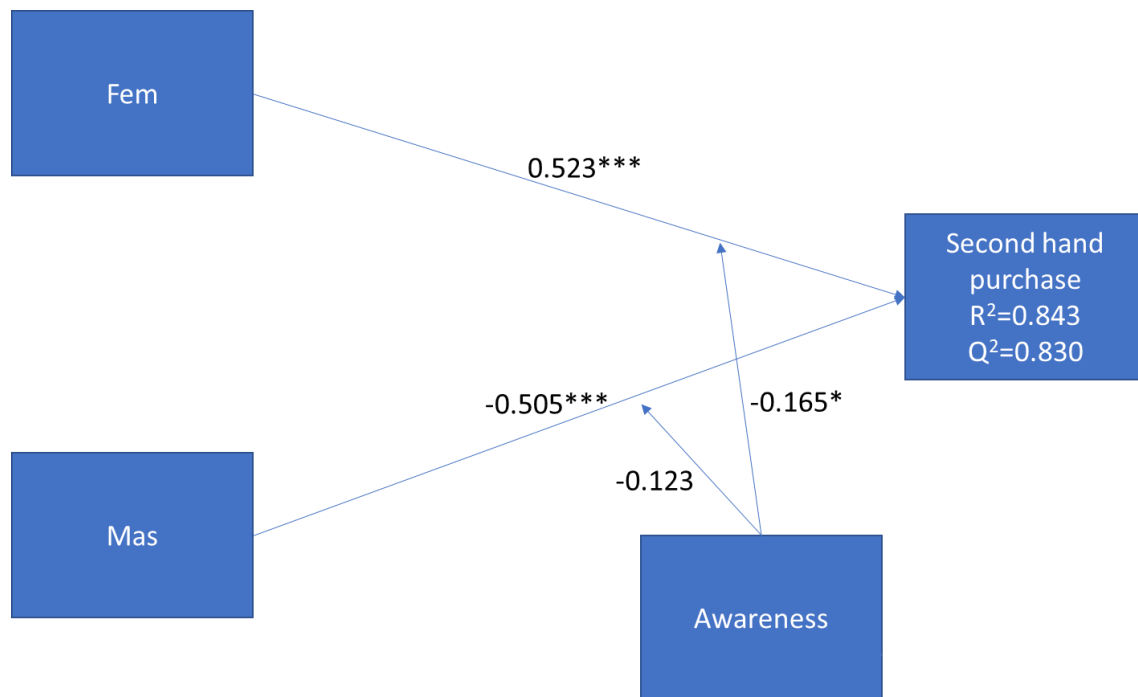 Fem
0.523***
Second hand
purchase
R²=0.843
Q²=0.830
-0.505***
-0.165*
-0.123
Mas
Awareness